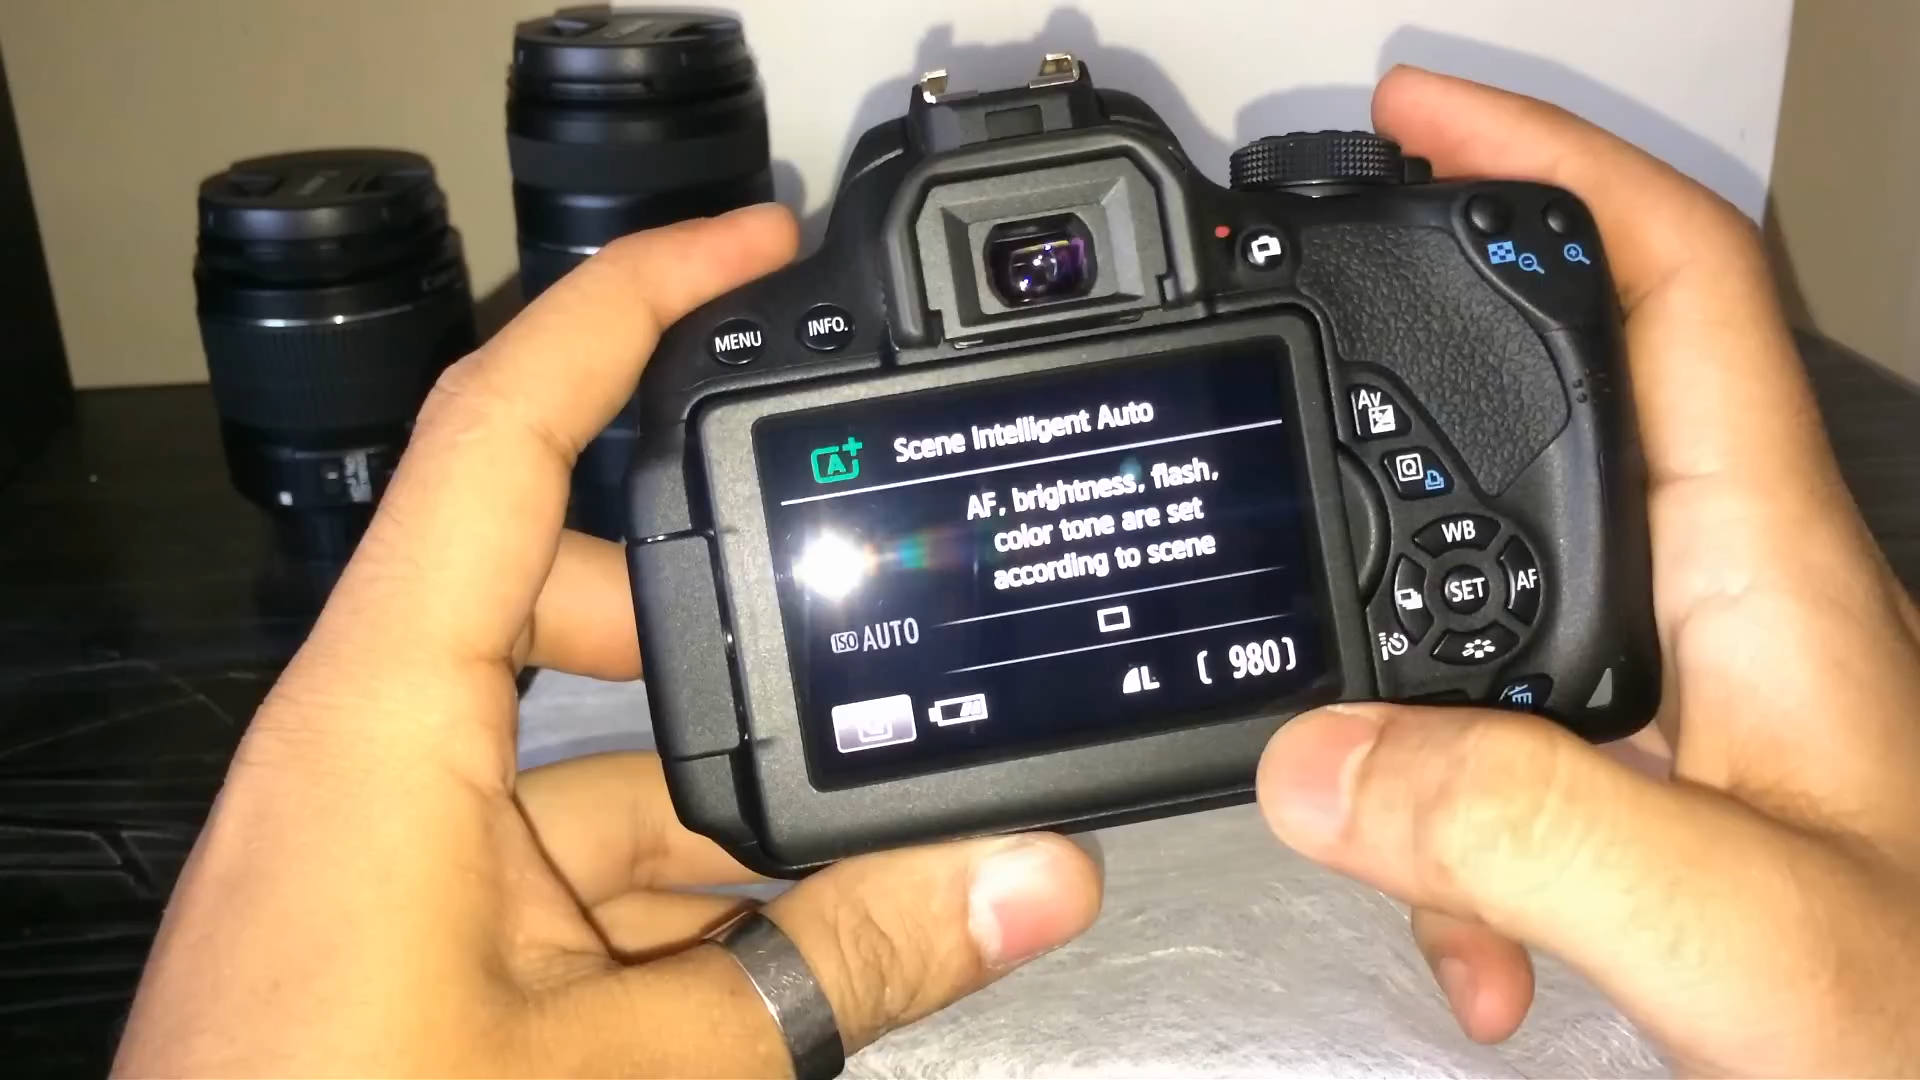 MENU
INFO.
Scene Intelligent Auto
A+
AF, brightness, flash,
color tone are set
according to scene
ISO AUTO
L
[ 980]
Av
Q
WB
AF
SET